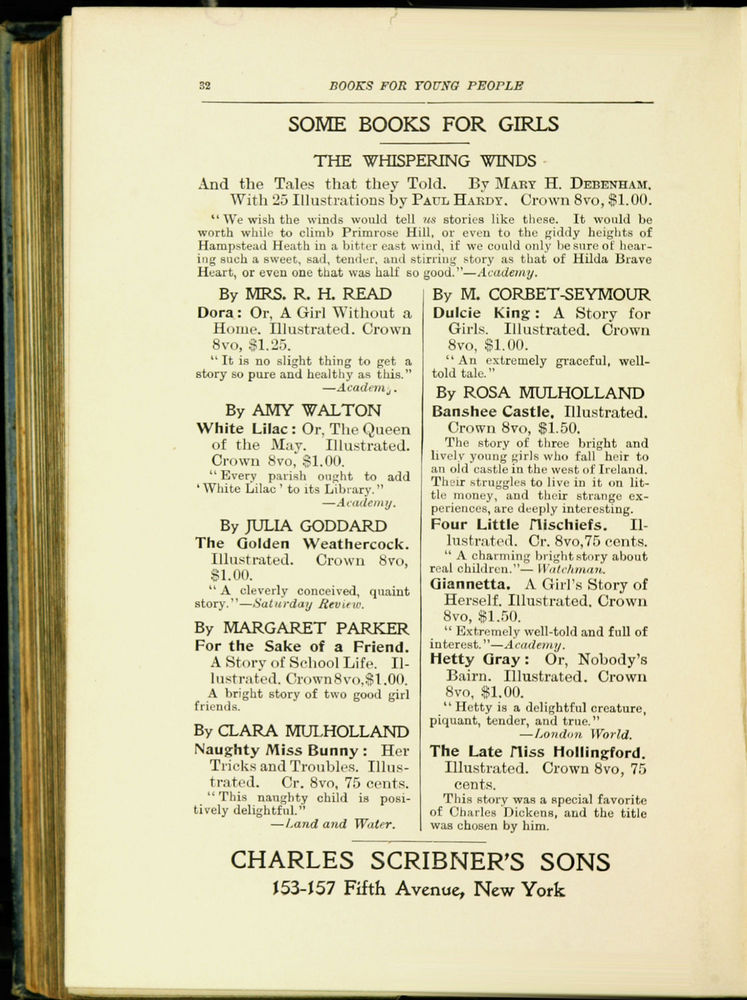 32 BOOKS FOR YOUNG PEOPLE
SOME BOOKS FOR GIRLS
THE WHISPERING WINDS
And the Tales that they Told. By MARY H. DEBENHAM.
With 25 Illustrations by PAUL HARDY. Crown 8vo, $1.00.
"We wish the winds would tell us stories like these. It would be
worth while to climb Primrose Hill, or even to the giddy heights of
Hampstead Heath in a bitter east wind, if we could only be sure of hear-
ing such a sweet, sad, tender, and stirring story as that of Hilda Brave
Heart, or even one that was half so good."—Academy.
By MRS. R. H. READ
Dora: Or, A Girl Without a
Home. Illustrated. Crown
8vo, $1.25.
"It is no slight thing to get a
story so pure and healthy as this."
—Academy.
By AMY WALTON
White Lilac: Or, The Queen
of the May. Illustrated.
Crown 8vo, $1.00.
"Every parish ought to add
'White Lilac' to its Library."
—Academy.
By JULIA GODDARD
The Golden Weathercock.
Illustrated. Crown 8vo,
$1.00.
"A cleverly conceived, quaint
story."—Saturday Review.
By MARGARET PARKER
For the Sake of a Friend.
A Story of School Life. Il-
lustrated. Crown 8vo, $1.00.
A bright story of two good girl
friends.
By CLARA MULHOLLAND
Naughty Miss Bunny: Her
Tricks and Troubles. Illus-
trated. Cr. 8vo, 75 cents.
"This naughty child is posi-
tively delightful."
—Land and Water.
By M. CORBET-SEYMOUR
Dulcie King: A Story for
Girls. Illustrated. Crown
8vo, $1.00.
"An extremely graceful, well-
told tale."
By ROSA MULHOLLAND
Banshee Castle. Illustrated.
Crown 8vo, $1.50.
The story of three bright and
lively young girls who fall heir to
an old castle in the west of Ireland.
Their struggles to live in it on lit-
tle money, and their strange ex-
periences, are deeply interesting.
Four Little Mischiefs. Il-
lustrated. Cr. 8vo, 75 cents.
"A charming bright story about
real children."—Watchman.
Giannetta. A Girl's Story of
Herself. Illustrated. Crown
8vo, $1.50.
"Extremely well-told and full of
interest."—Academy.
Hetty Gray: Or, Nobody's
Bairn. Illustrated. Crown
8vo, $1.00.
"Hetty is a delightful creature,
piquant, tender, and true."
—London World.
The Late Miss Hollingford.
Illustrated. Crown 8vo, 75
cents.
This story was a special favorite
of Charles Dickens, and the title
was chosen by him.
CHARLES SCRIBNER'S SONS
153-157 Fifth Avenue, New York